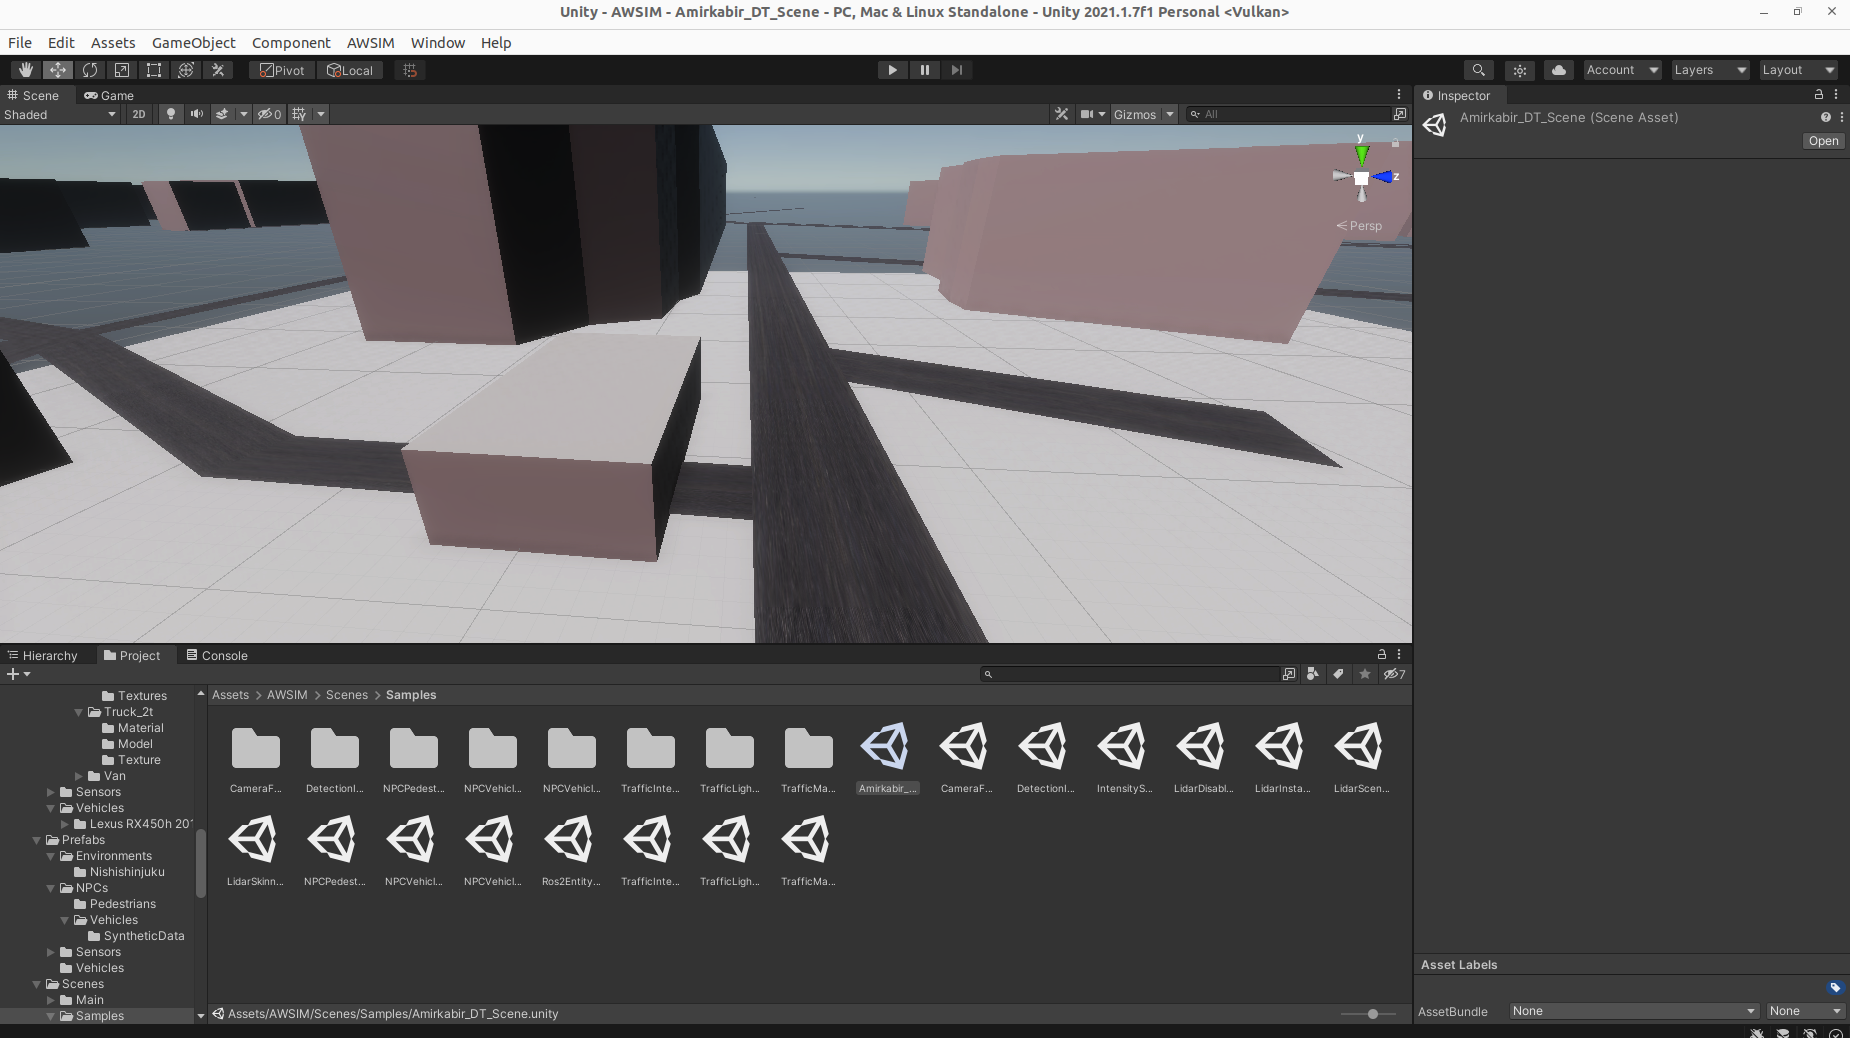 Unity - AWSIM - Amirkabir_DT_Scene - PC, Mac & Linux Standalone - Unity 2021.1.7f1 Personal <Vulkan>
File Edit Assets GameObject Component AWSIM Window Help
Pivot Local Account Layers Layout
Scene Game
Shaded 2D 0 Gizmos All
y
z
Persp
Inspector
Amirkabir_DT_Scene (Scene Asset)
Open
Hierarchy Project Console
7
Textures
Truck_2t
Material
Model
Texture
Van
Sensors
Vehicles
Lexus RX450h 201
Prefabs
Environments
Nishishinjuku
NPCs
Pedestrians
Vehicles
SyntheticData
Sensors
Vehicles
Scenes
Main
Samples
Assets > AWSIM > Scenes > Samples
CameraF... DetectionI... NPCPedest... NPCVehicl... NPCVehicl... TrafficInte... TrafficLigh... TrafficMa... Amirkabir_... CameraF... DetectionI... IntensityS... LidarDisabl... LidarInsta... LidarScen...
LidarSkinn... NPCPedest... NPCVehicl... NPCVehicl... Ros2Entity... TrafficInte... TrafficLigh... TrafficMa...
Assets/AWSIM/Scenes/Samples/Amirkabir_DT_Scene.unity
Asset Labels
AssetBundle None None